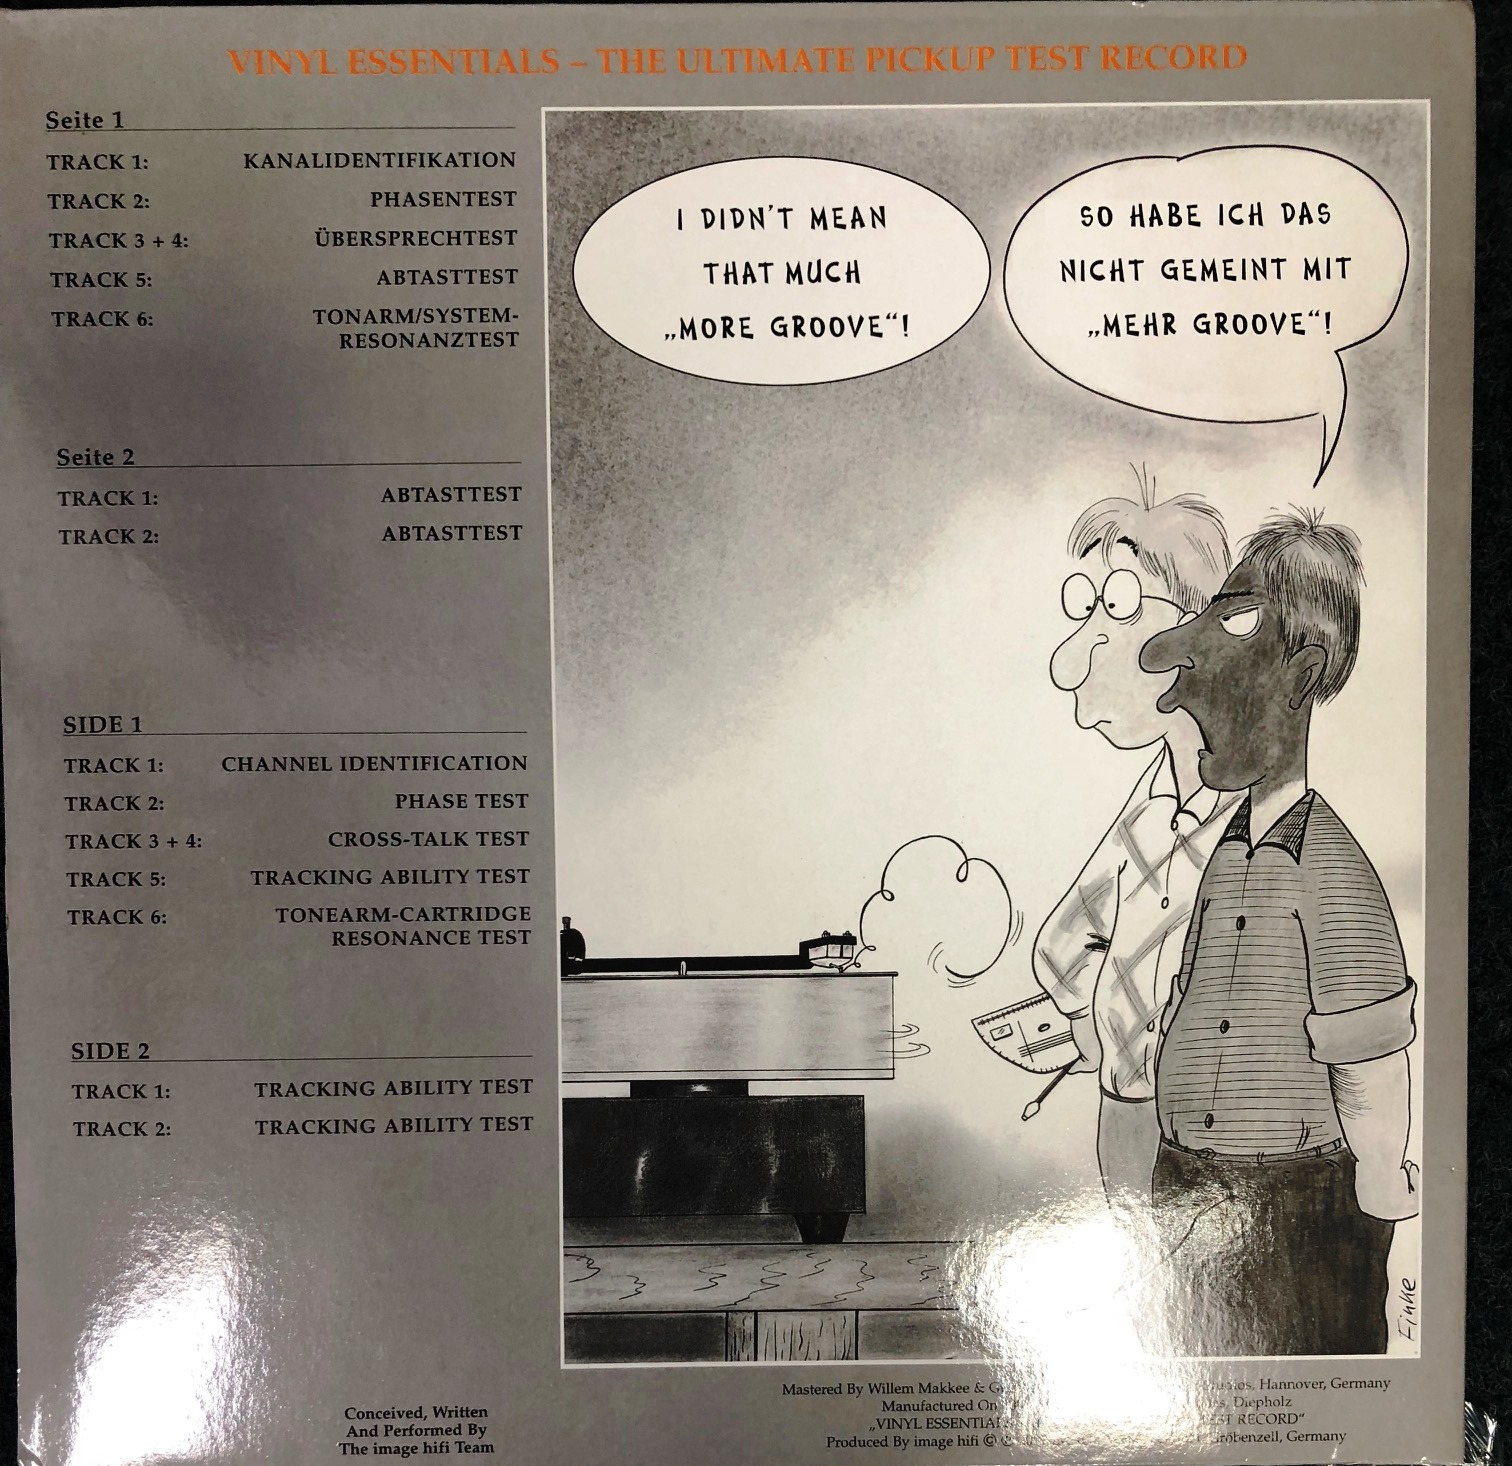 VINYL ESSENTIALS – THE ULTIMATE PICKUP TEST RECORD
Seite 1
TRACK 1: KANALIDENTIFIKATION
TRACK 2: PHASENTEST
TRACK 3 + 4: ÜBERSPRECHTEST
TRACK 5: ABTASTTEST
TRACK 6: TONARM/SYSTEM-
RESONANZTEST
Seite 2
TRACK 1: ABTASTTEST
TRACK 2: ABTASTTEST
SIDE 1
TRACK 1: CHANNEL IDENTIFICATION
TRACK 2: PHASE TEST
TRACK 3 + 4: CROSS-TALK TEST
TRACK 5: TRACKING ABILITY TEST
TRACK 6: TONEARM-CARTRIDGE
RESONANCE TEST
SIDE 2
TRACK 1: TRACKING ABILITY TEST
TRACK 2: TRACKING ABILITY TEST
Conceived, Written
And Performed By
The image hifi Team
I DIDN'T MEAN
THAT MUCH
„MORE GROOVE“!
SO HABE ICH DAS
NICHT GEMEINT MIT
„MEHR GROOVE“!
Finke
Mastered By Willem Makkee & Hannover, Germany
Manufactured On Diepholz
„VINYL RECORD“
Produced By image hifi © Gröbenzell, Germany